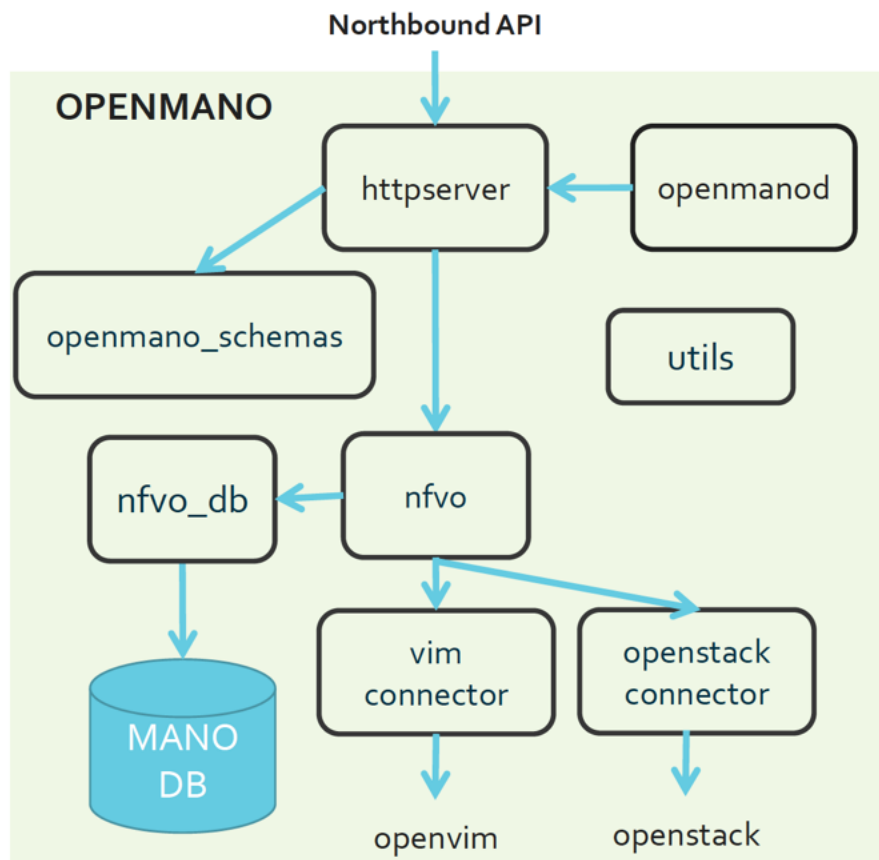 Northbound API
OPENMANO
httpserver
openmanod
openmano_schemas
utils
nfvo_db
nfvo
vim
connector
openstack
connector
MANO
DB
openvim
openstack